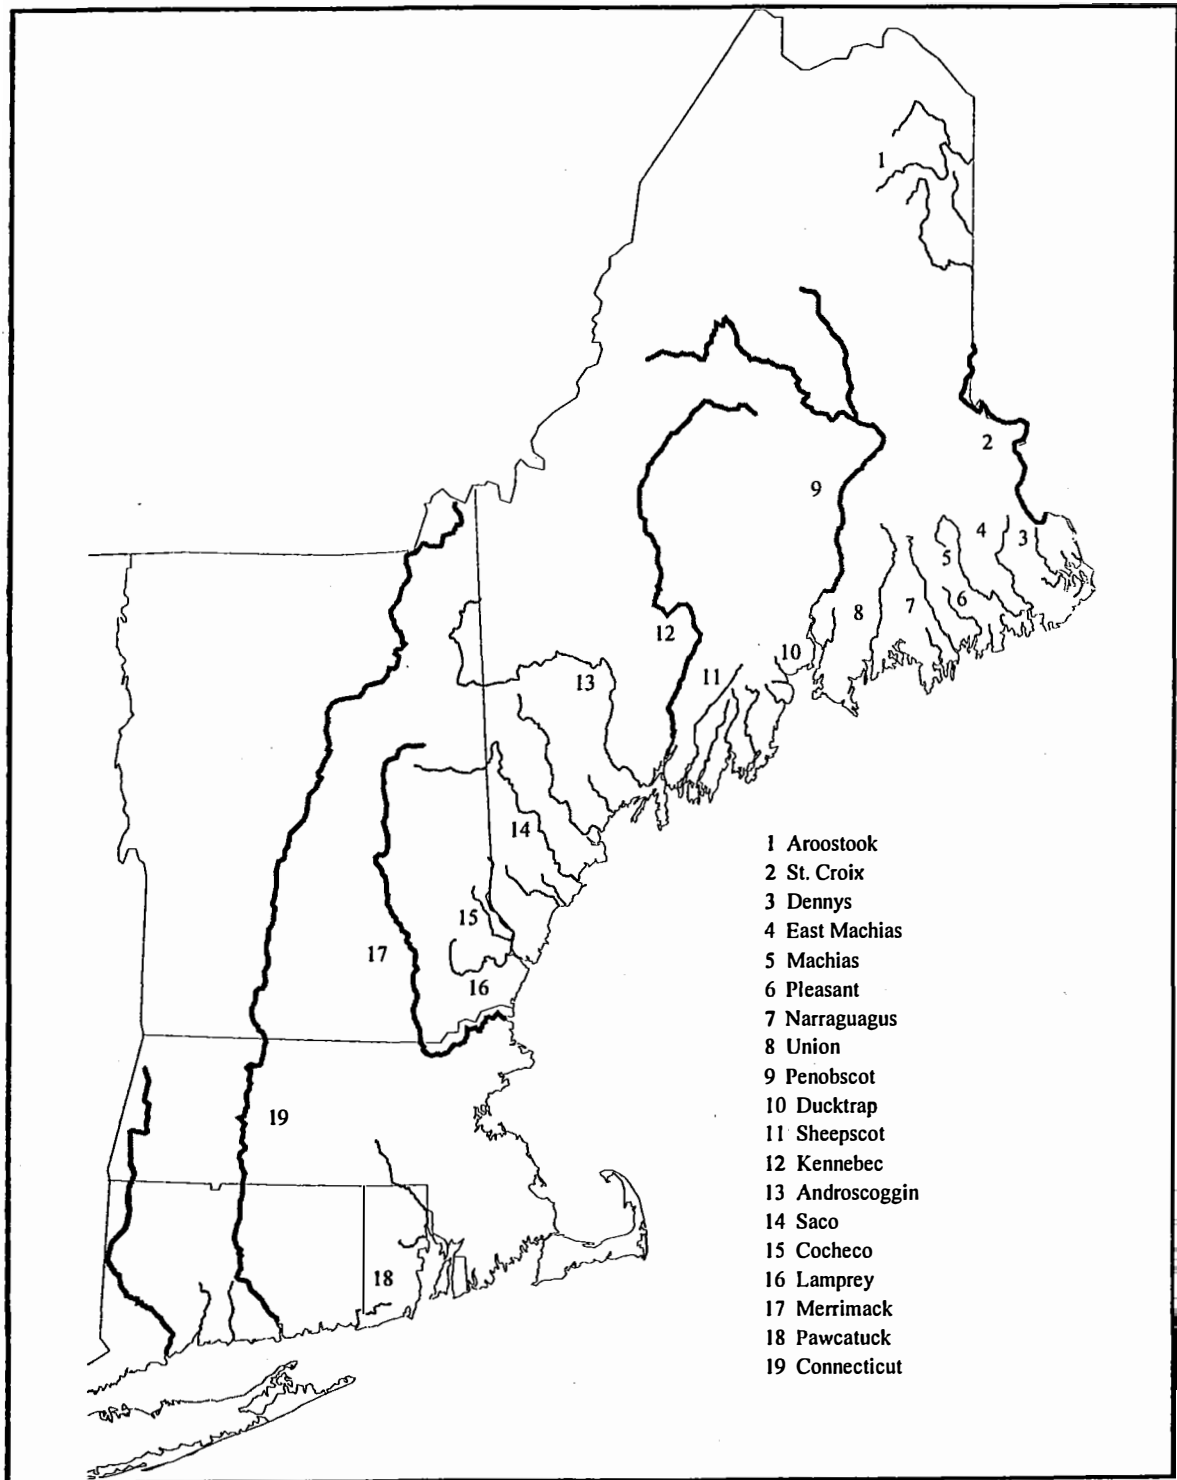 1
2
9
4
3
5
8
7
6
12
10
11
13
14
15
17
16
19
18
1 Aroostook
2 St. Croix
3 Dennys
4 East Machias
5 Machias
6 Pleasant
7 Narraguagus
8 Union
9 Penobscot
10 Ducktrap
11 Sheepscot
12 Kennebec
13 Androscoggin
14 Saco
15 Cocheco
16 Lamprey
17 Merrimack
18 Pawcatuck
19 Connecticut